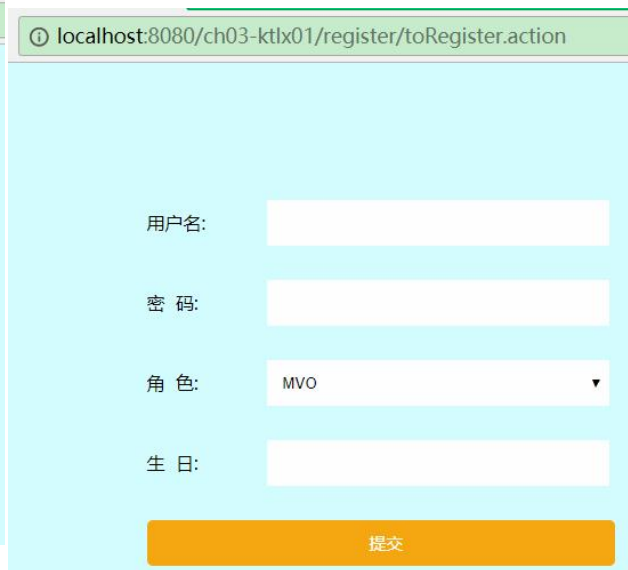 localhost:8080/ch03-ktlx01/register/toRegister.action
用户名:
密 码:
角 色: MVO
生 日:
提交